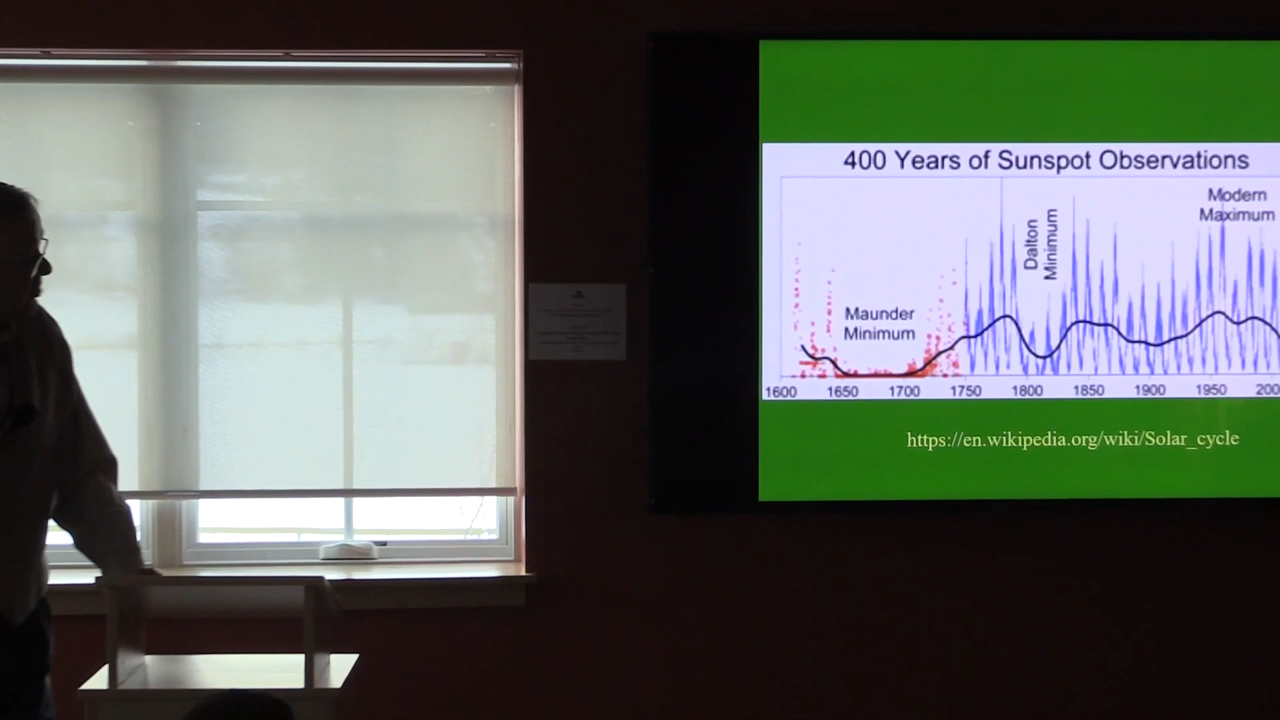 400 Years of Sunspot Observations
Modern
Maximum
Dalton
Minimum
Maunder
Minimum
1600 1650 1700 1750 1800 1850 1900 1950 200
https://en.wikipedia.org/wiki/Solar_cycle